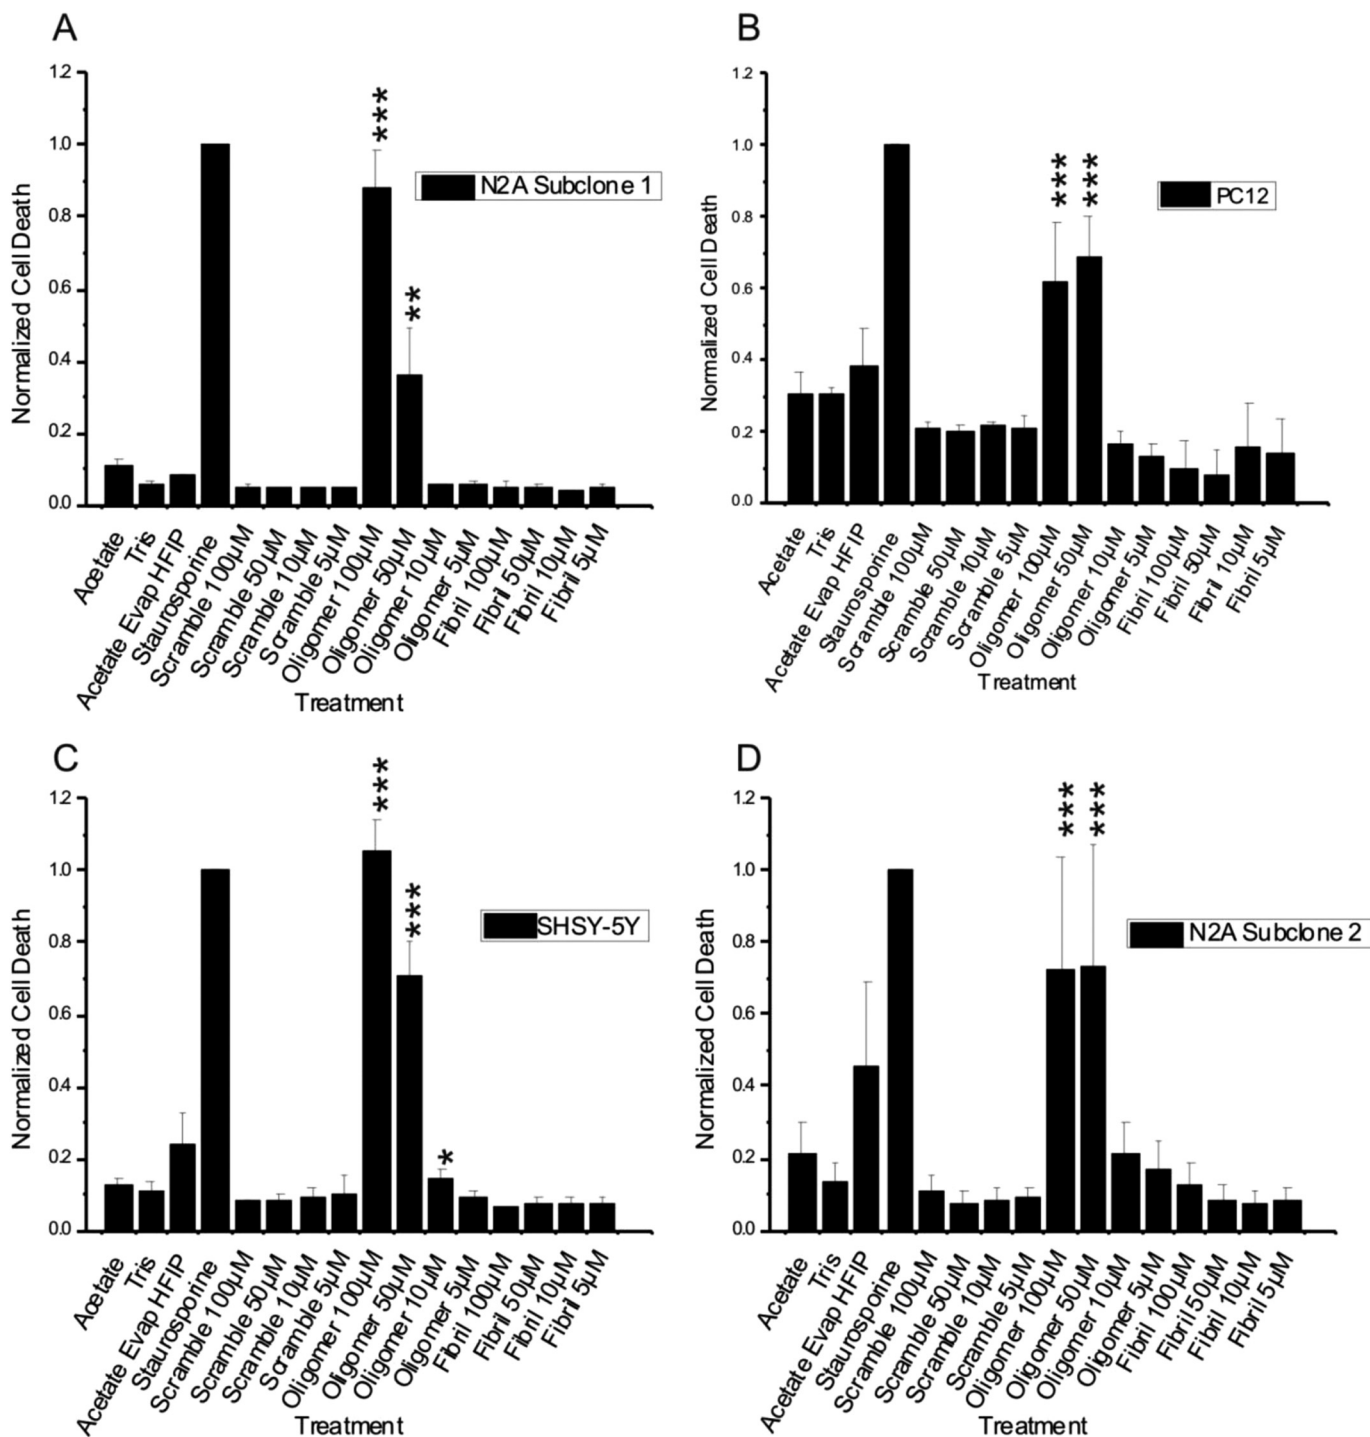 A
1.2
1.0
0.8
0.6
0.4
0.2
0.0
Normalized Cell Death
***
**
N2A Subclone 1
Acetate
Tris
Acetate Evap HFIP
Staurosporine
Scramble 100µM
Scramble 50µM
Scramble 10µM
Scramble 5µM
Oligomer 100µM
Oligomer 50µM
Oligomer 10µM
Oligomer 5µM
Fibril 100µM
Fibril 50µM
Fibril 10µM
Fibril 5µM
Treatment
B
1.2
1.0
0.8
0.6
0.4
0.2
0.0
Normalized Cell Death
***
***
PC12
Acetate
Tris
Acetate Evap HFIP
Staurosporine
Scramble 100µM
Scramble 50µM
Scramble 10µM
Scramble 5µM
Oligomer 100µM
Oligomer 50µM
Oligomer 10µM
Oligomer 5µM
Fibril 100µM
Fibril 50µM
Fibril 10µM
Fibril 5µM
Treatment
C
1.2
1.0
0.8
0.6
0.4
0.2
0.0
Normalized Cell Death
***
***
*
SHSY-5Y
Acetate
Tris
Acetate Evap HFIP
Staurosporine
Scramble 100µM
Scramble 50µM
Scramble 10µM
Scramble 5µM
Oligomer 100µM
Oligomer 50µM
Oligomer 10µM
Oligomer 5µM
Fibril 100µM
Fibril 50µM
Fibril 10µM
Fibril 5µM
Treatment
D
1.2
1.0
0.8
0.6
0.4
0.2
0.0
Normalized Cell Death
***
***
N2A Subclone 2
Acetate
Tris
Acetat Evap HFIP
Staurosporine
Scramble 100µM
Scramble 50µM
Scramble 10µM
Scramble 5µM
Oligomer 100µM
Oligomer 50µM
Oligomer 10µM
Oligomer 5µM
Fibril 100µM
Fibril 50µM
Fibril 10µM
Fibril 5µM
Treatment